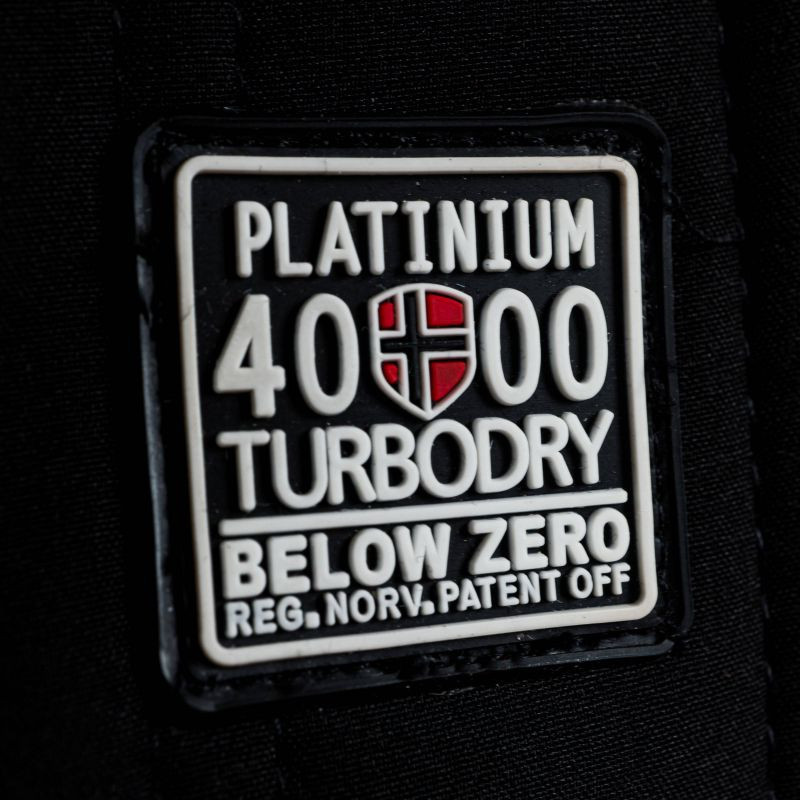 PLATINIUM
40 00
TURBODRY
BELOW ZERO
REG. NORV. PATENT OFF